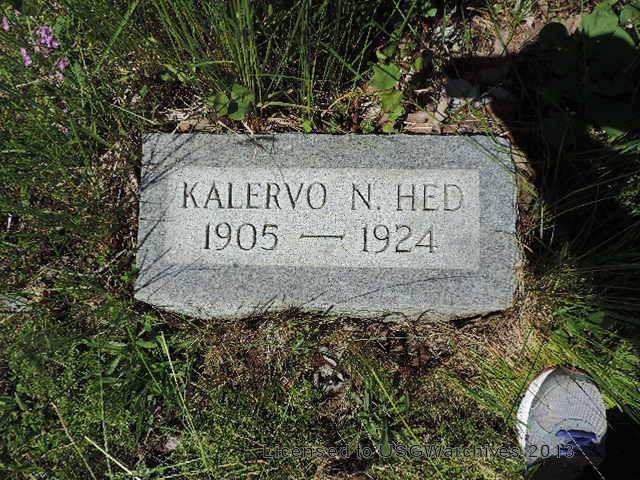 KALERVO N. HED
1905 — 1924
Licensed to USGWarchives 2013